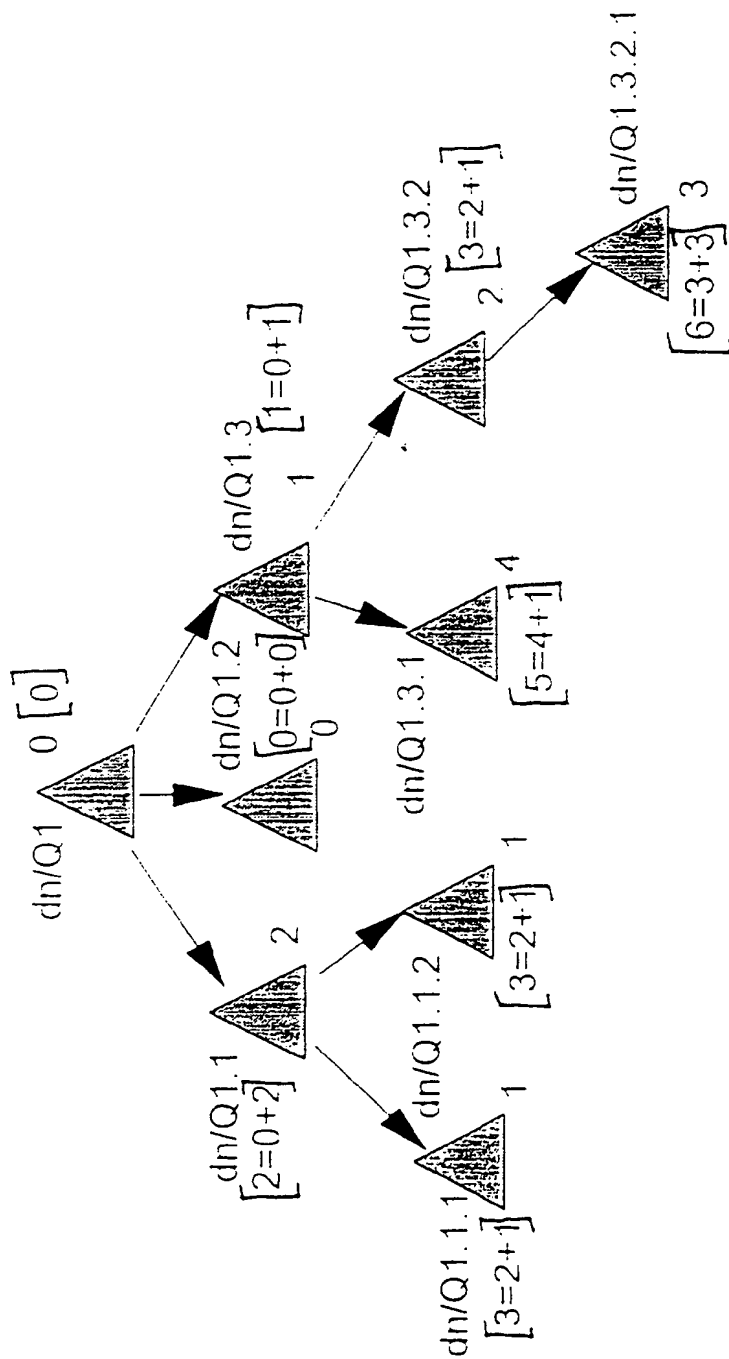 dn/Q1
0 [0]
dn/Q1.1
[2=0+2]
2
dn/Q1.2
[0=0+0]
0
dn/Q1.3
1
[1=0+1]
dn/Q1.1.1
[3=2+1]
1
dn/Q1.1.2
[3=2+1]
1
dn/Q1.3.1
[5=4+1]
4
dn/Q1.3.2
2
[3=2+1]
dn/Q1.3.2.1
[6=3+3]
3